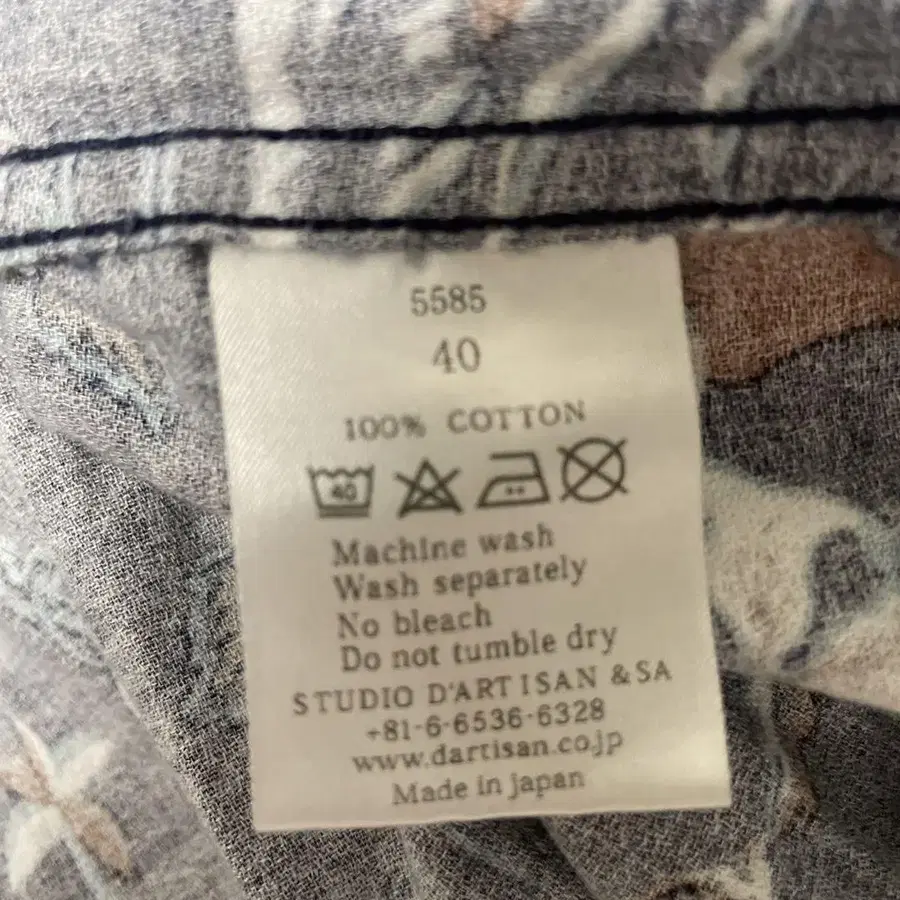 5585
40
100% COTTON
40
Machine wash
Wash separately
No bleach
Do not tumble dry
STUDIO D'ARTISAN & SA
+81-6-6536-6328
www.dartisan.co.jp
Made in japan